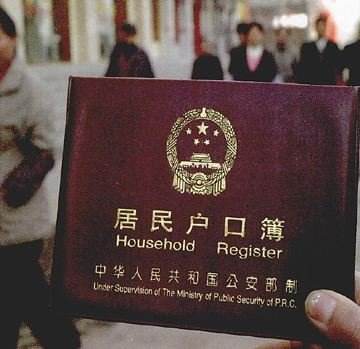 居民户口簿
Household Register
中华人民共和国公安部制
Under Supervision of The Ministry of Public Security of P.R.C.